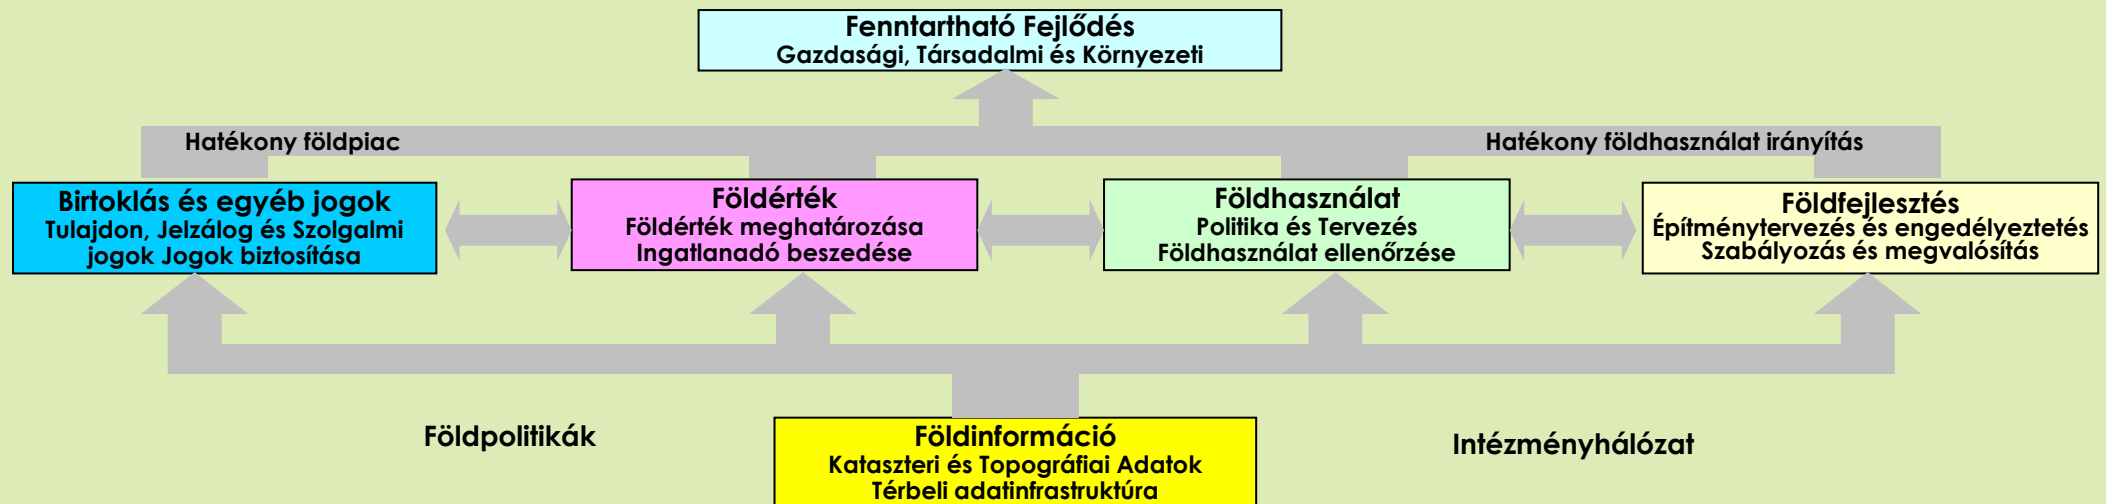 Fenntartható Fejlődés
Gazdasági, Társadalmi és Környezeti
Hatékony földpiac
Hatékony földhasználat irányítás
Birtoklás és egyéb jogok
Tulajdon, Jelzálog és Szolgalmi
jogok Jogok biztosítása
Földérték
Földérték meghatározása
Ingatlanadó beszedése
Földhasználat
Politika és Tervezés
Földhasználat ellenőrzése
Földfejlesztés
Építménytervezés és engedélyeztetés
Szabályozás és megvalósítás
Földpolitikák
Földinformáció
Kataszteri és Topográfiai Adatok
Térbeli adatinfrastruktúra
Intézményhálózat